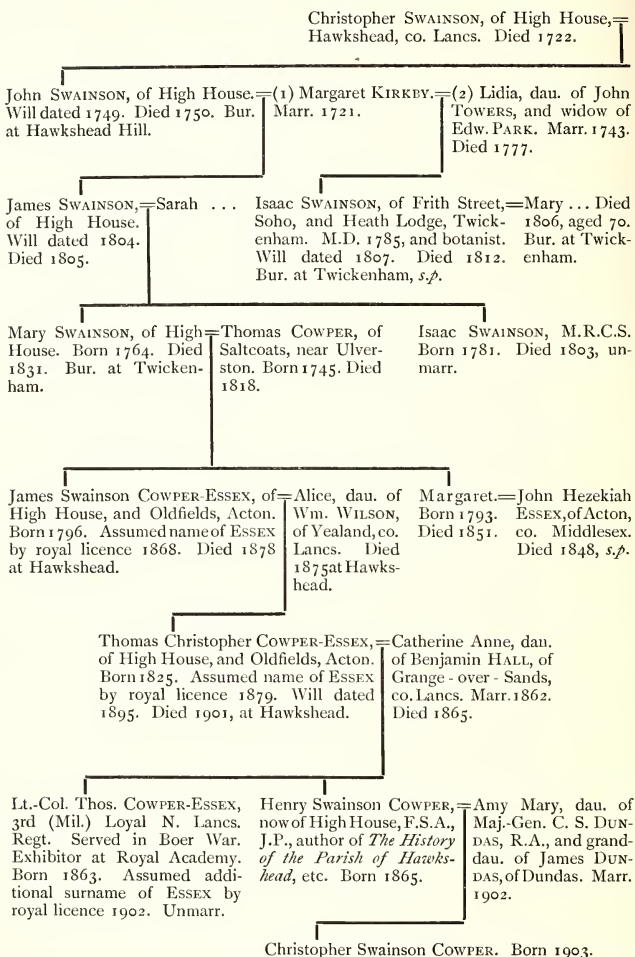 Christopher SWAINSON, of High House,=
Hawkshead, co. Lancs. Died 1722.
John SWAINSON, of High House.=(1) Margaret KIRKBY.=(2) Lidia, dau. of John
Will dated 1749. Died 1750. Bur. Marr. 1721. TOWERS, and widow of
at Hawkshead Hill. Edw. PARK. Marr. 1743.
Died 1777.
James SWAINSON,=Sarah ...
of High House.
Will dated 1804.
Died 1805.
Isaac SWAINSON, of Frith Street,=Mary ... Died
Soho, and Heath Lodge, Twick- 1806, aged 70.
enham. M.D. 1785, and botanist. Bur. at Twick-
Will dated 1807. Died 1812. enham.
Bur. at Twickenham, s.p.
Mary SWAINSON, of High=Thomas COWPER, of
House. Born 1764. Died Saltcoats, near Ulver-
1831. Bur. at Twicken- ston. Born 1745. Died
ham. 1818.
Isaac SWAINSON, M.R.C.S.
Born 1781. Died 1803, un-
marr.
James Swainson COWPER-ESSEX, of=Alice, dau. of
High House, and Oldfields, Acton. Wm. WILSON,
Born 1796. Assumed name of ESSEX of Yealand, co.
by royal licence 1868. Died 1878 Lancs. Died
at Hawkshead. 1875 at Hawks-
head.
Margaret.=John Hezekiah
Born 1793. ESSEX, of Acton,
Died 1851. co. Middlesex.
Died 1848, s.p.
Thomas Christopher COWPER-ESSEX,=Catherine Anne, dau.
of High House, and Oldfields, Acton. of Benjamin HALL, of
Born 1825. Assumed name of ESSEX Grange-over-Sands,
by royal licence 1879. Will dated co. Lancs. Marr. 1862.
1895. Died 1901, at Hawkshead. Died 1865.
Lt.-Col. Thos. COWPER-ESSEX,
3rd (Mil.) Loyal N. Lancs.
Regt. Served in Boer War.
Exhibitor at Royal Academy.
Born 1863. Assumed addi-
tional surname of ESSEX by
royal licence 1902. Unmarr.
Henry Swainson COWPER,=Amy Mary, dau. of
now of High House, F.S.A., Maj.-Gen. C. S. DUN-
J.P., author of The History DAS, R.A., and grand-
of the Parish of Hawks- dau. of James DUN-
head, etc. Born 1865. DAS, of Dundas. Marr.
1902.
Christopher Swainson COWPER. Born 1903.